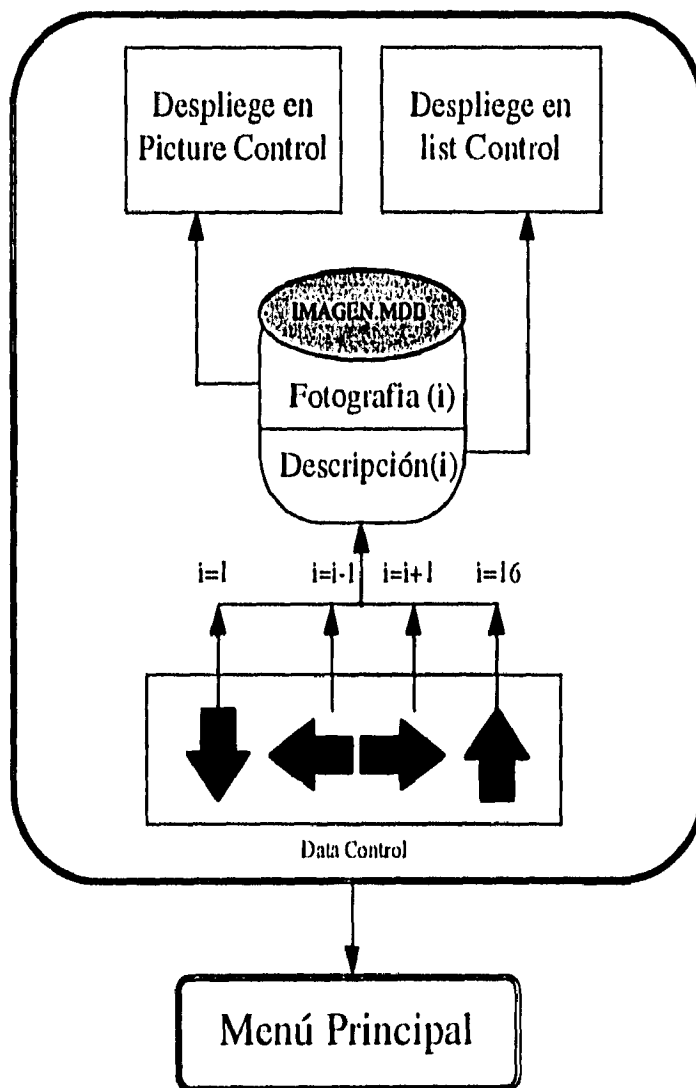 Despliege en
Picture Control
Despliege en
list Control
IMAGEN.MDB
Fotografia (i)
Descripción(i)
i=1
i=i-1
i=i+1
i=16
Data Control
Menú Principal